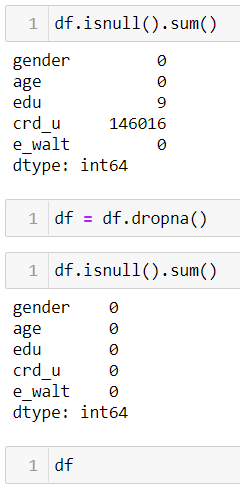 1 df.isnull().sum()
gender 0
age 0
edu 9
crd_u 146016
e_walt 0
dtype: int64
1 df = df.dropna()
1 df.isnull().sum()
gender 0
age 0
edu 0
crd_u 0
e_walt 0
dtype: int64
1 df